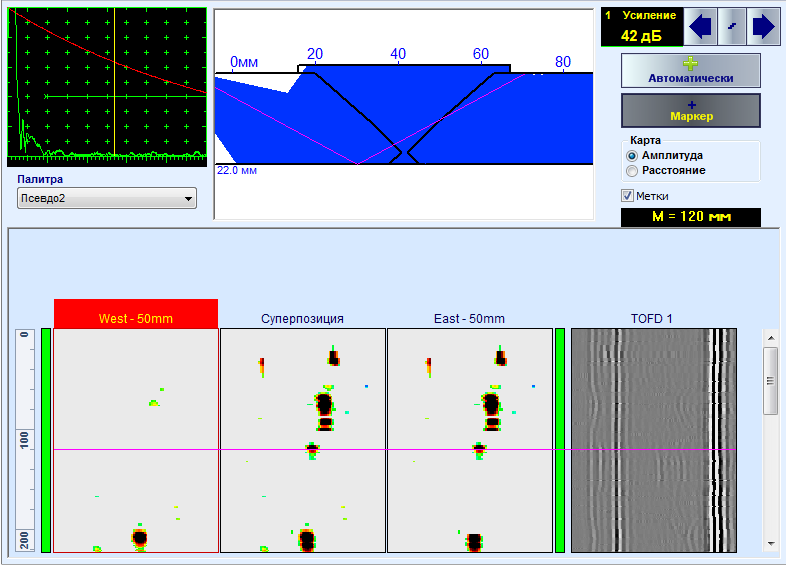 1 Усиление
42 дБ
0мм 20 40 60 80
22.0 мм
Автоматически
Маркер
Карта
Амплитуда
Расстояние
Метки
M = 120 мм
Палитра
Псевдо2
West - 50mm Суперпозиция East - 50mm TOFD 1
0
100
200